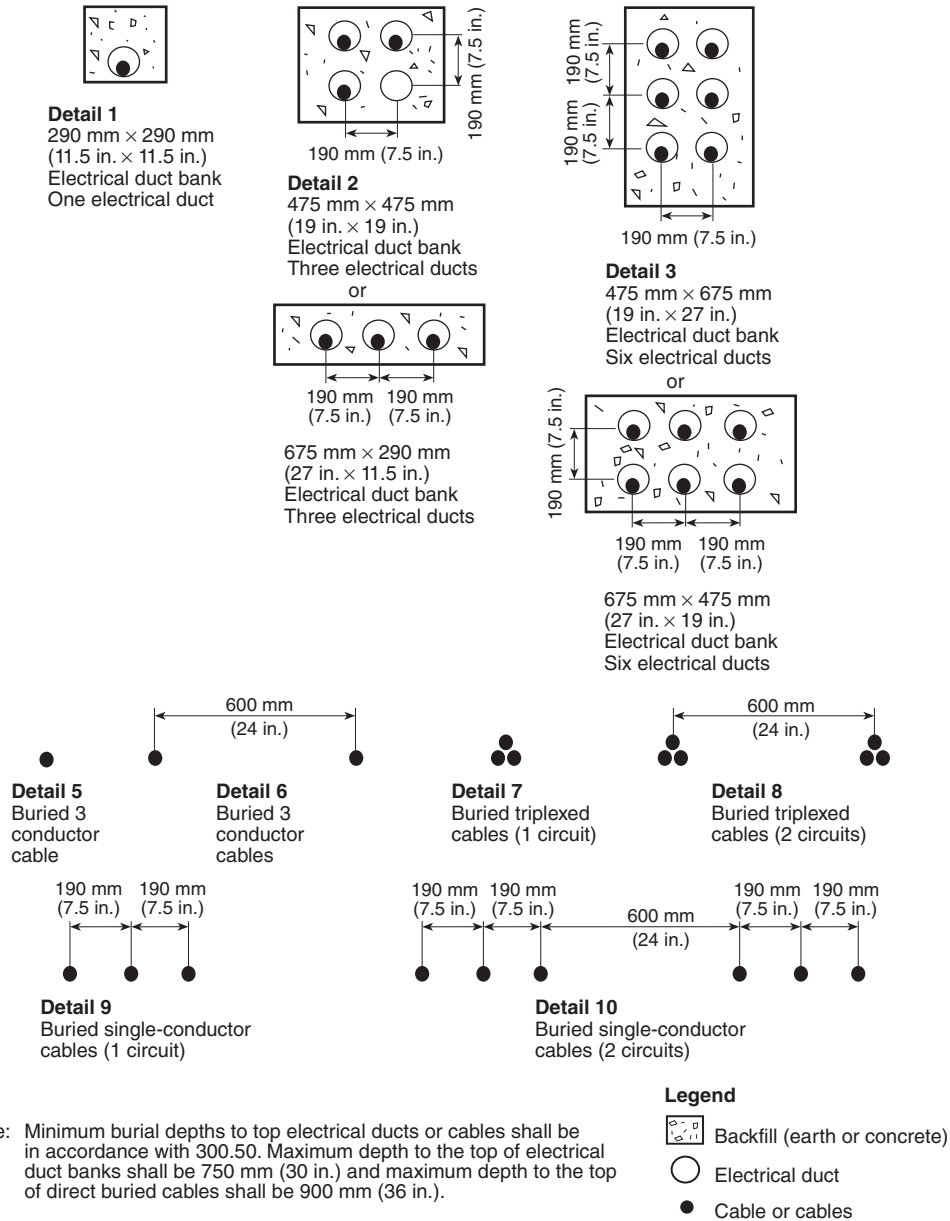 Detail 1
290 mm × 290 mm
(11.5 in. × 11.5 in.)
Electrical duct bank
One electrical duct
190 mm (7.5 in.)
190 mm (7.5 in.)
Detail 2
475 mm × 475 mm
(19 in. × 19 in.)
Electrical duct bank
Three electrical ducts
or
190 mm
(7.5 in.)
190 mm
(7.5 in.)
675 mm × 290 mm
(27 in. × 11.5 in.)
Electrical duct bank
Three electrical ducts
190 mm
(7.5 in.)
190 mm
(7.5 in.)
190 mm (7.5 in.)
Detail 3
475 mm × 675 mm
(19 in. × 27 in.)
Electrical duct bank
Six electrical ducts
or
190 mm (7.5 in.)
190 mm
(7.5 in.)
190 mm
(7.5 in.)
675 mm × 475 mm
(27 in. × 19 in.)
Electrical duct bank
Six electrical ducts
Detail 5
Buried 3
conductor
cable
600 mm
(24 in.)
Detail 6
Buried 3
conductor
cables
Detail 7
Buried triplexed
cables (1 circuit)
600 mm
(24 in.)
Detail 8
Buried triplexed
cables (2 circuits)
190 mm
(7.5 in.)
190 mm
(7.5 in.)
Detail 9
Buried single-conductor
cables (1 circuit)
190 mm
(7.5 in.)
190 mm
(7.5 in.)
600 mm
(24 in.)
190 mm
(7.5 in.)
190 mm
(7.5 in.)
Detail 10
Buried single-conductor
cables (2 circuits)
e: Minimum burial depths to top electrical ducts or cables shall be
in accordance with 300.50. Maximum depth to the top of electrical
duct banks shall be 750 mm (30 in.) and maximum depth to the top
of direct buried cables shall be 900 mm (36 in.).
Legend
Backfill (earth or concrete)
Electrical duct
Cable or cables